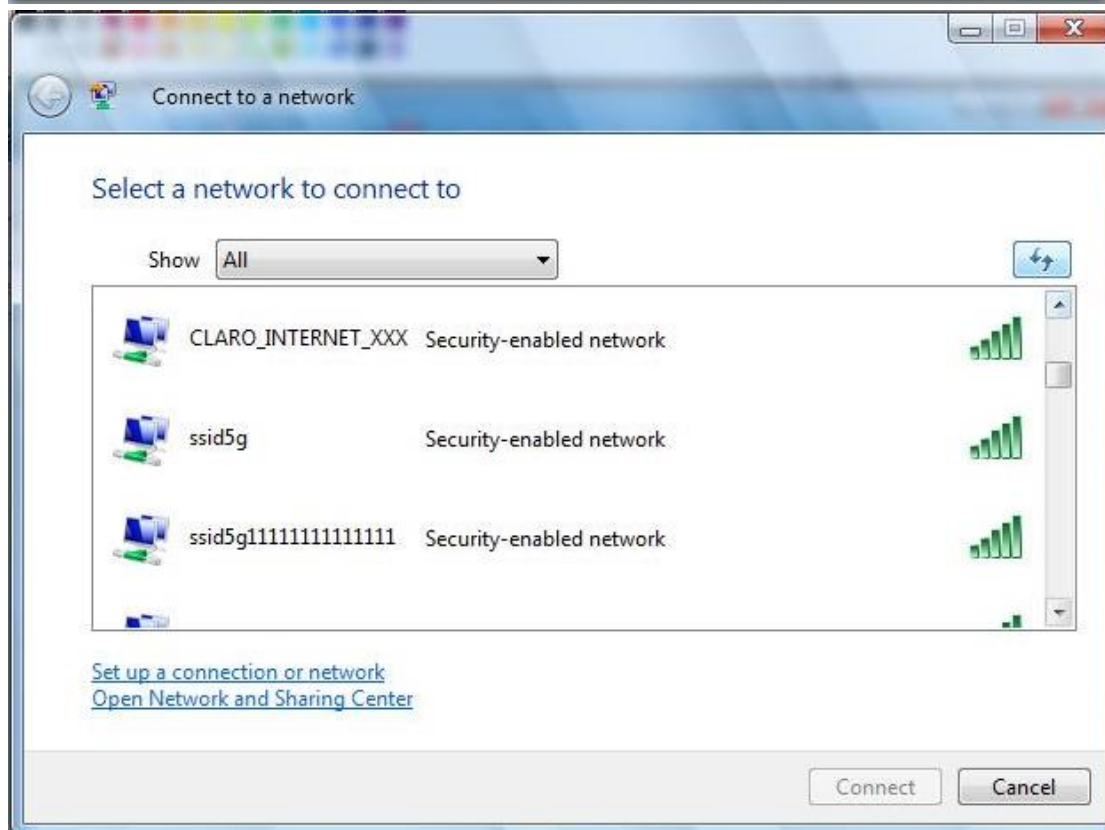 Connect to a network
Select a network to connect to
Show All
CLARO_INTERNET_XXX Security-enabled network
ssid5g Security-enabled network
ssid5g11111111111111 Security-enabled network
Set up a connection or network
Open Network and Sharing Center
Connect Cancel